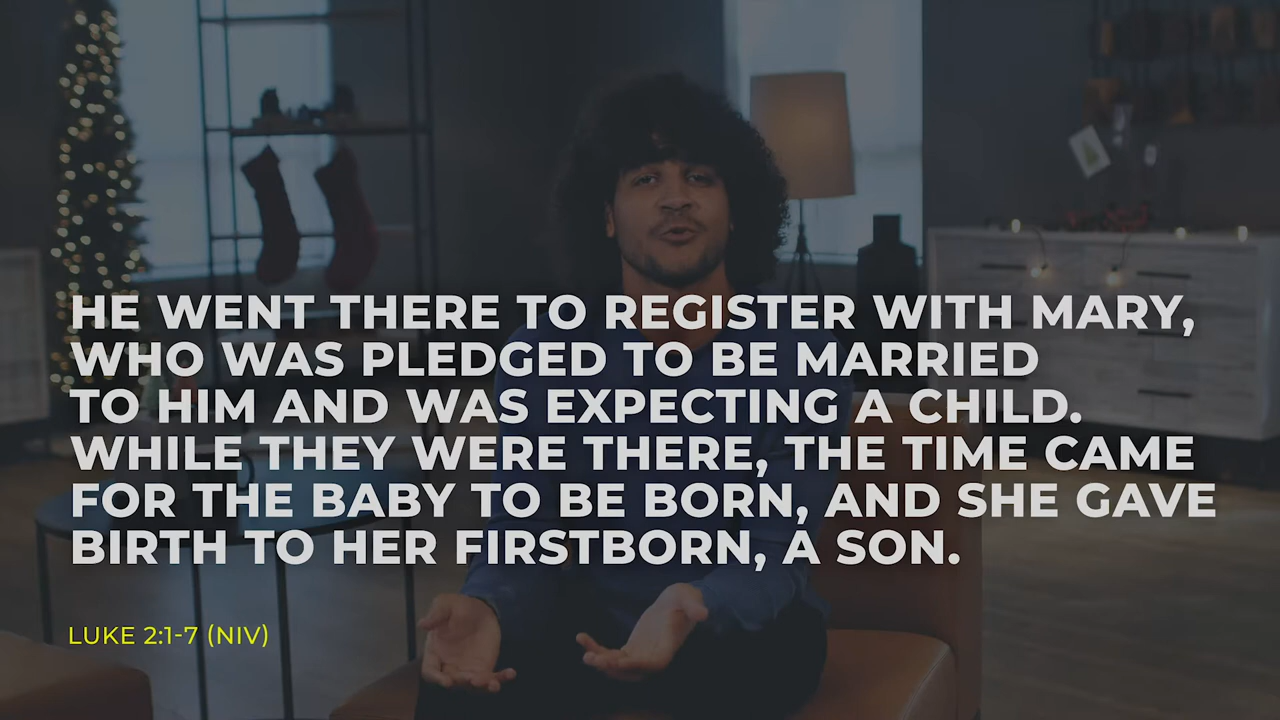 HE WENT THERE TO REGISTER WITH MARY,
WHO WAS PLEDGED TO BE MARRIED
TO HIM AND WAS EXPECTING A CHILD.
WHILE THEY WERE THERE, THE TIME CAME
FOR THE BABY TO BE BORN, AND SHE GAVE
BIRTH TO HER FIRSTBORN, A SON.
LUKE 2:1-7 (NIV)